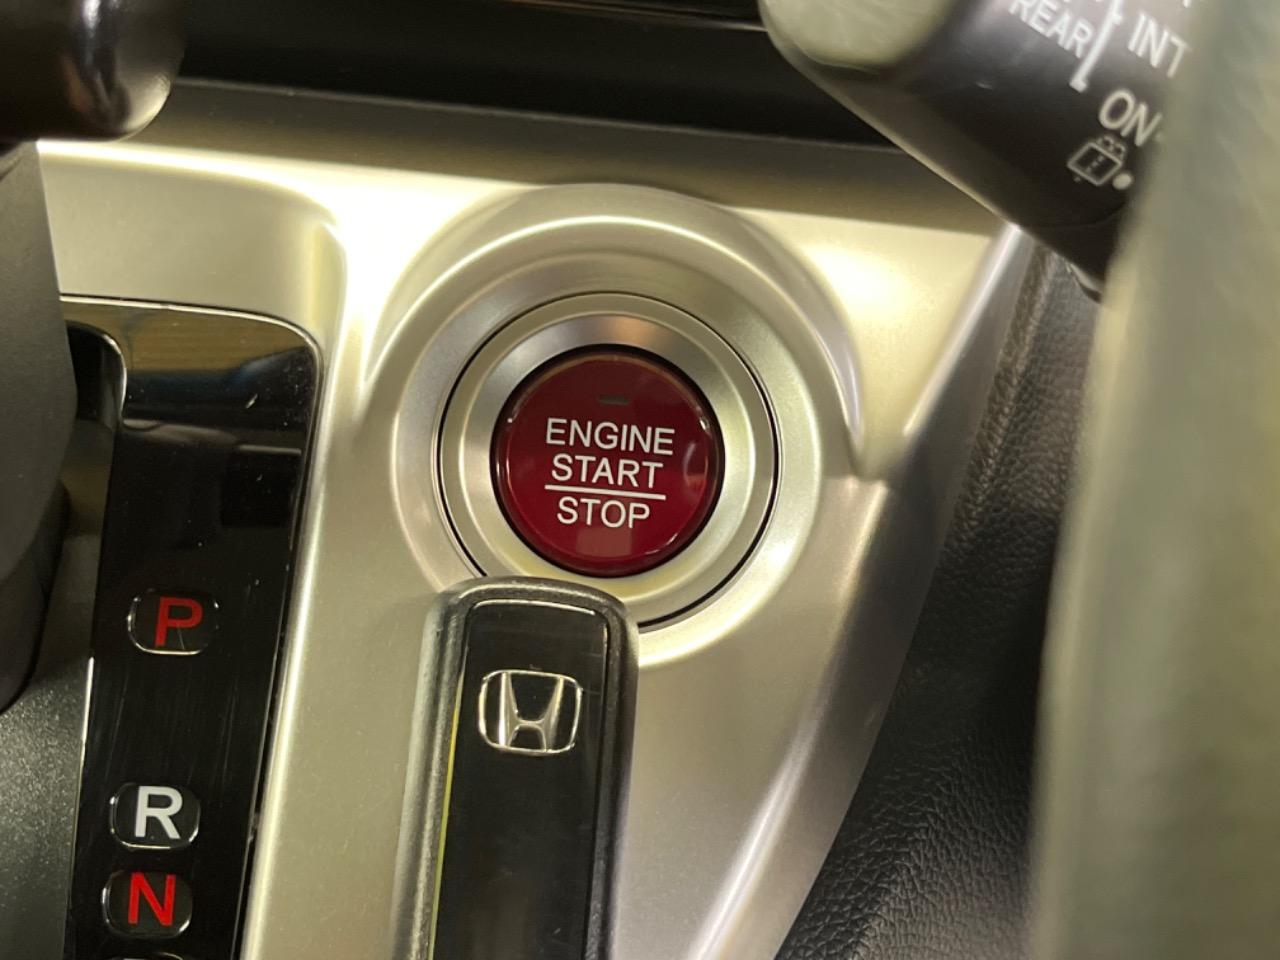 REAR
INT
ON
ENGINE
START
STOP
P
R
N